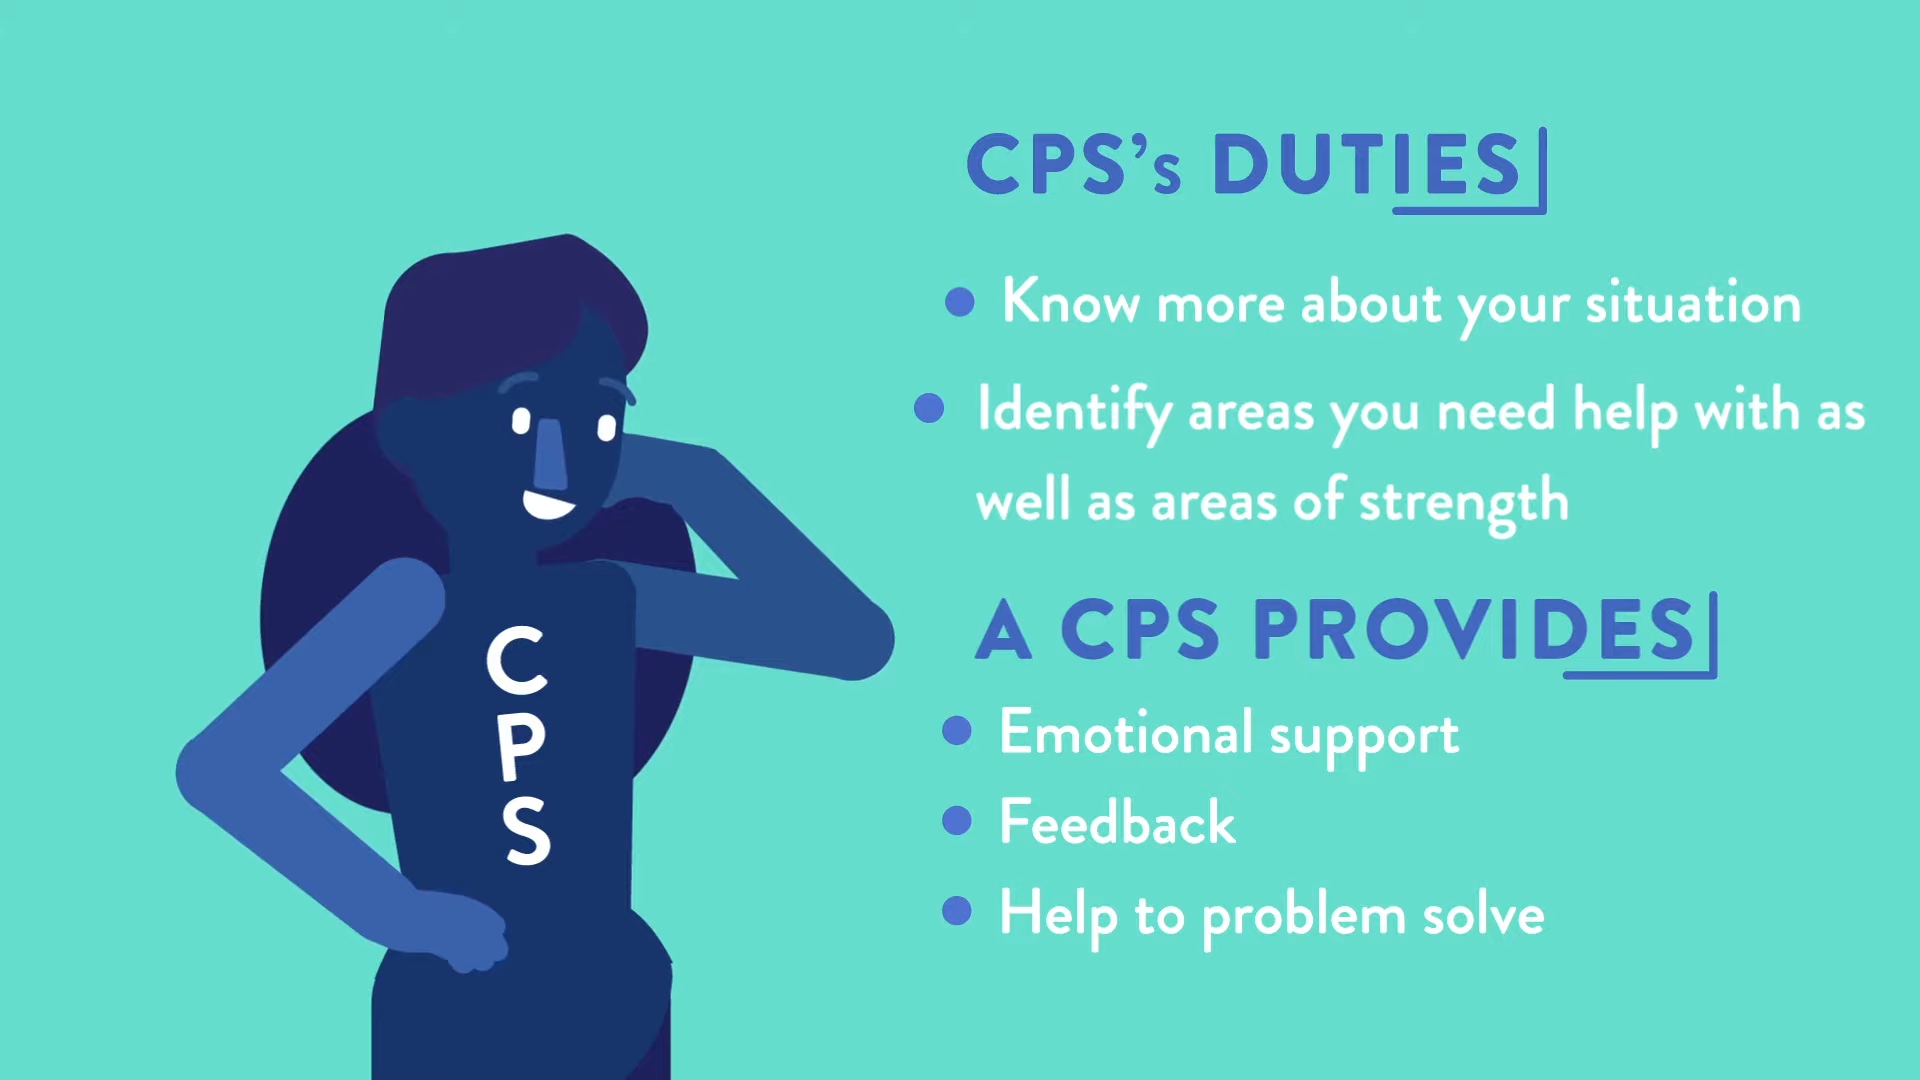 C
P
S
CPS's DUTIES
Know more about your situation
Identify areas you need help with as
well as areas of strength
A CPS PROVIDES
Emotional support
Feedback
Help to problem solve